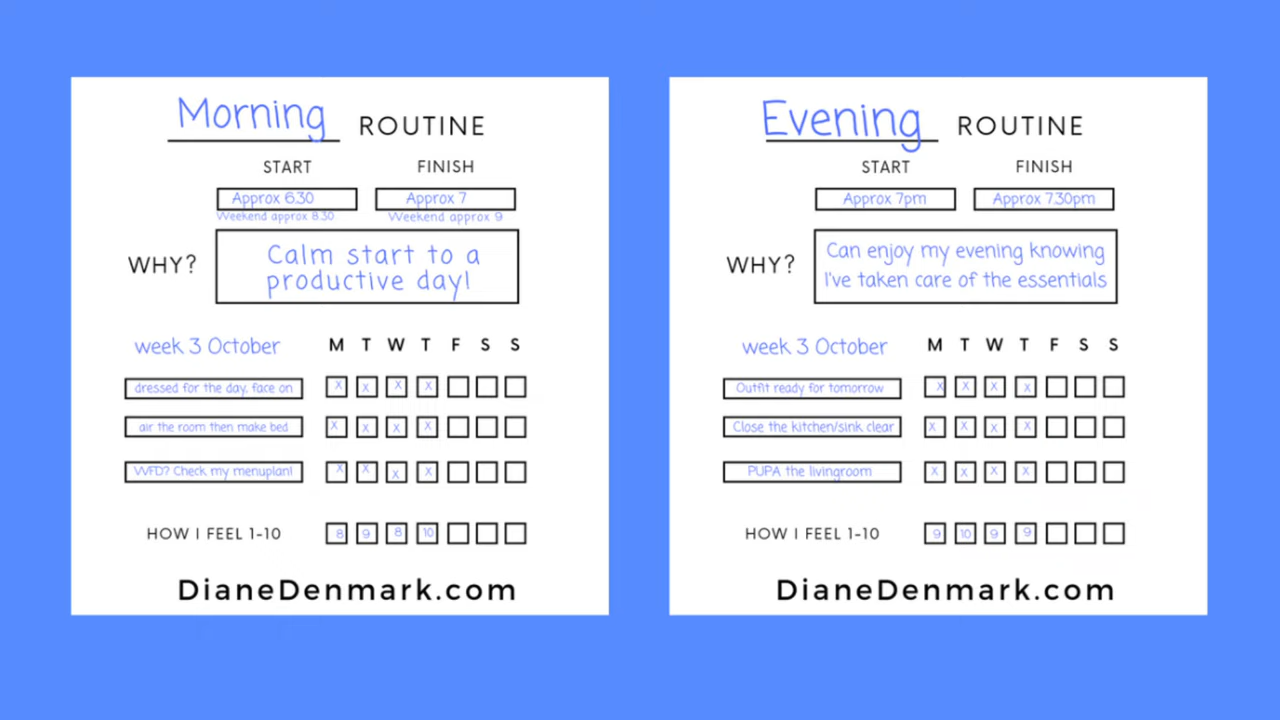 Morning ROUTINE
START FINISH
Approx 6.30 Approx 7
Weekend approx 8.30 Weekend approx 9
WHY? Calm start to a
productive day!
week 3 October M T W T F S S
dressed for the day, face on x x x x
air the room then make bed x x x x
WFD? Check my menuplan! x x x x
HOW I FEEL 1-10 8 9 8 10
DianeDenmark.com
Evening ROUTINE
START FINISH
Approx 7pm Approx 7.30pm
WHY? Can enjoy my evening knowing
I've taken care of the essentials
week 3 October M T W T F S S
Outfit ready for tomorrow x x x x
Close the kitchen/sink clear x x x x
PUPA the livingroom x x x x
HOW I FEEL 1-10 9 10 9 9
DianeDenmark.com